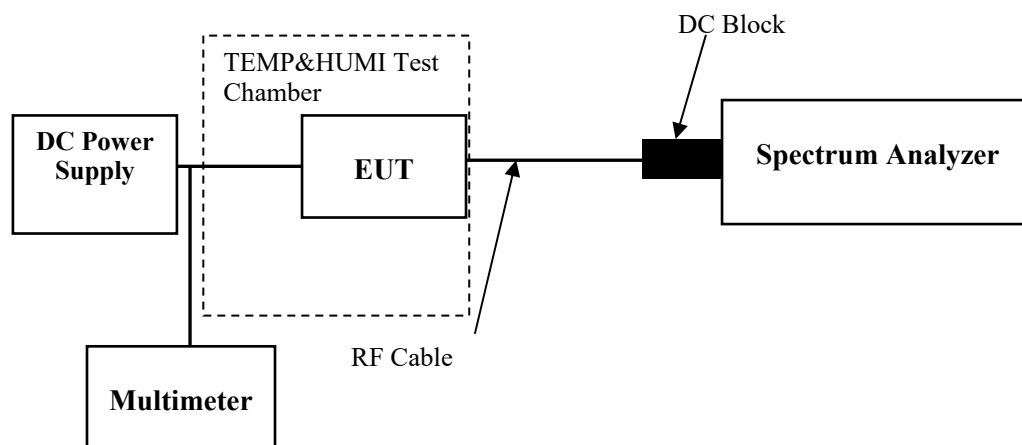 DC Block
TEMP&HUMI Test
Chamber
DC Power
Supply
EUT
Spectrum Analyzer
RF Cable
Multimeter